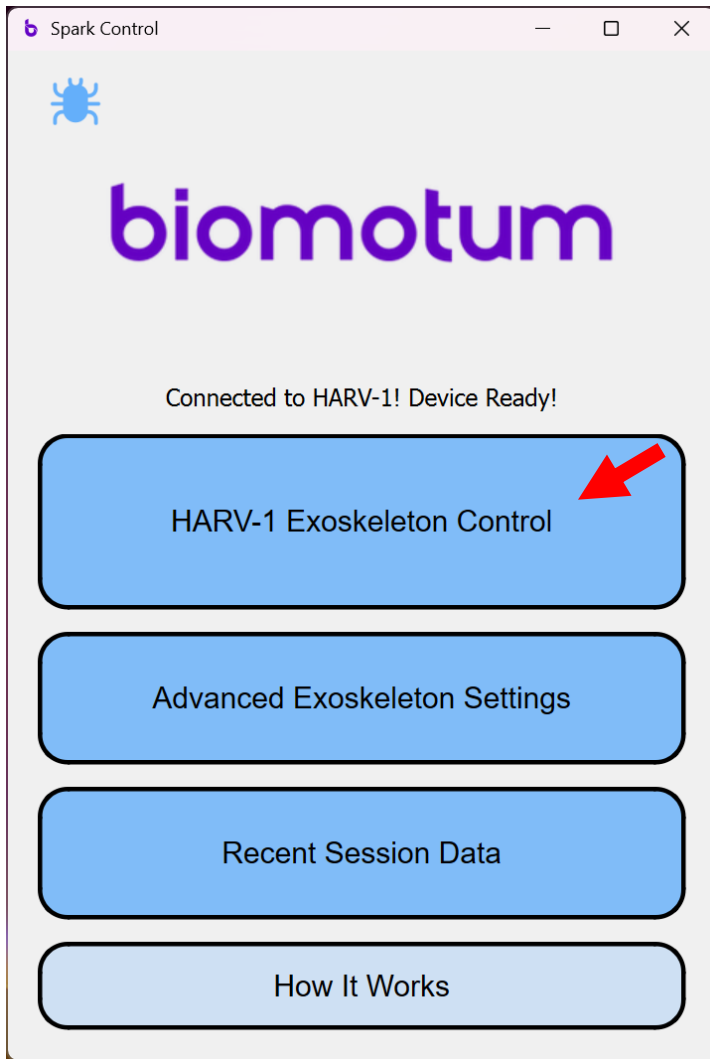 Spark Control
biomotum
Connected to HARV-1! Device Ready!
HARV-1 Exoskeleton Control
Advanced Exoskeleton Settings
Recent Session Data
How It Works